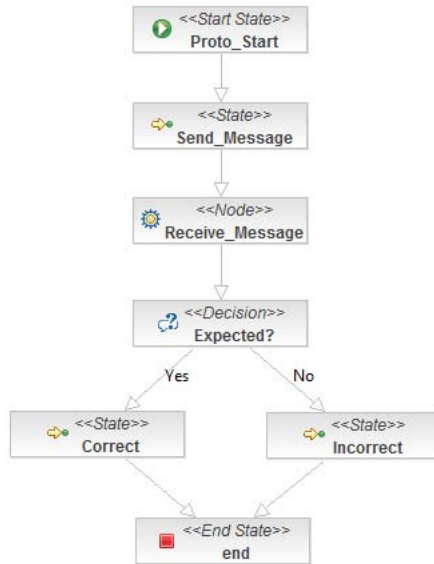 <<Start State>>
Proto_Start
<<State>>
Send_Message
<<Node>>
Receive_Message
<<Decision>>
Expected?
Yes
No
<<State>>
Correct
<<State>>
Incorrect
<<End State>>
end